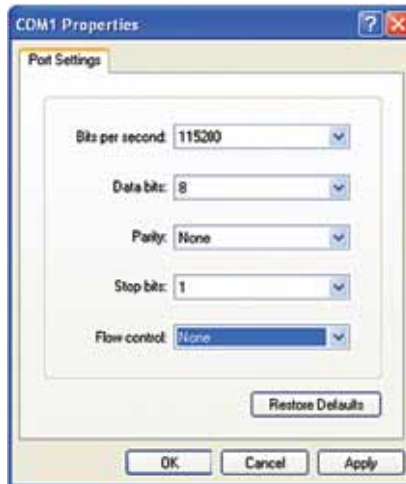 COM1 Properties
Port Settings
Bits per second: 115200
Data bits: 8
Parity: None
Stop bits: 1
Flow control: None
Restore Defaults
OK Cancel Apply